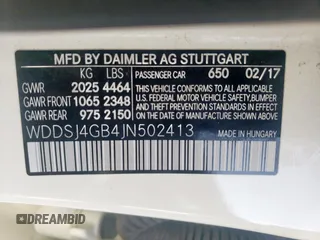 MFD BY DAIMLER AG STUTTGART
KG LBS PASSENGER CAR 650 02/17
GVWR 2025 4464
GAWR FRONT 1065 2348
GAWR REAR 975 2150
THIS VEHICLE CONFORMS TO ALL APPLICABLE
U.S. FEDERAL MOTOR VEHICLE SAFETY, BUMPER,
AND THEFT PREVENTION STANDARDS IN EFFECT
ON THE DATE OF MANUFACTURE SHOWN ABOVE.
WDDSJ4GB4JN502413
MADE IN HUNGARY
BIDINFO